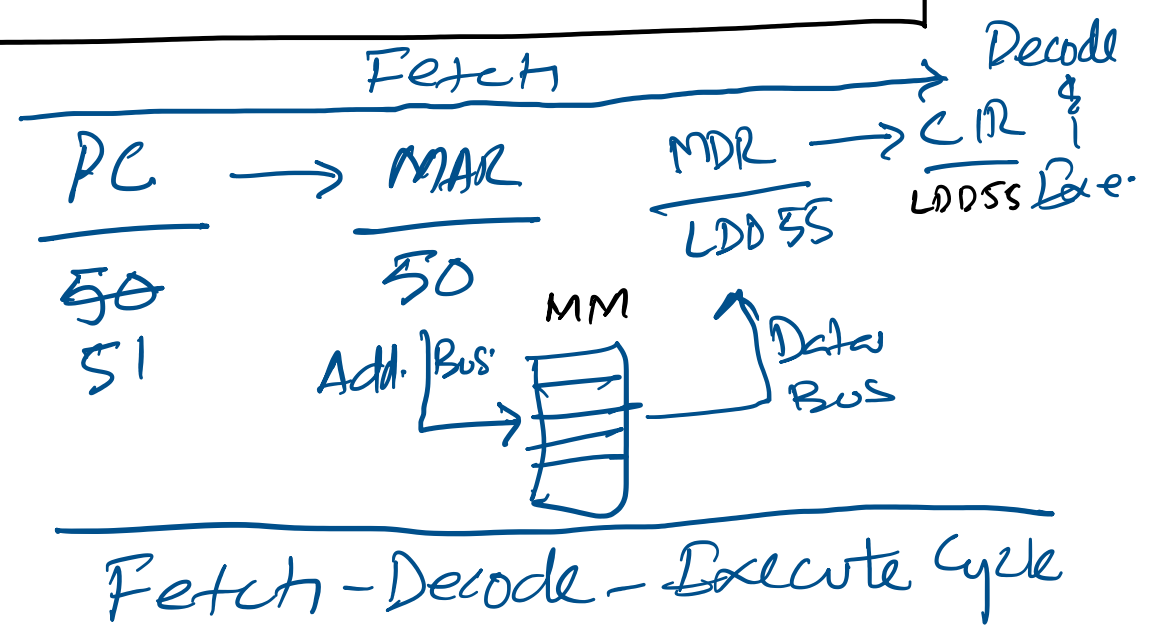 Fetch
Decode
&
Exe.
PC → MAR
MDR → CIR
50
51
50
LDD 55
LDD55
MM
Add. Bus
Data Bus
Fetch-Decode-Execute Cycle